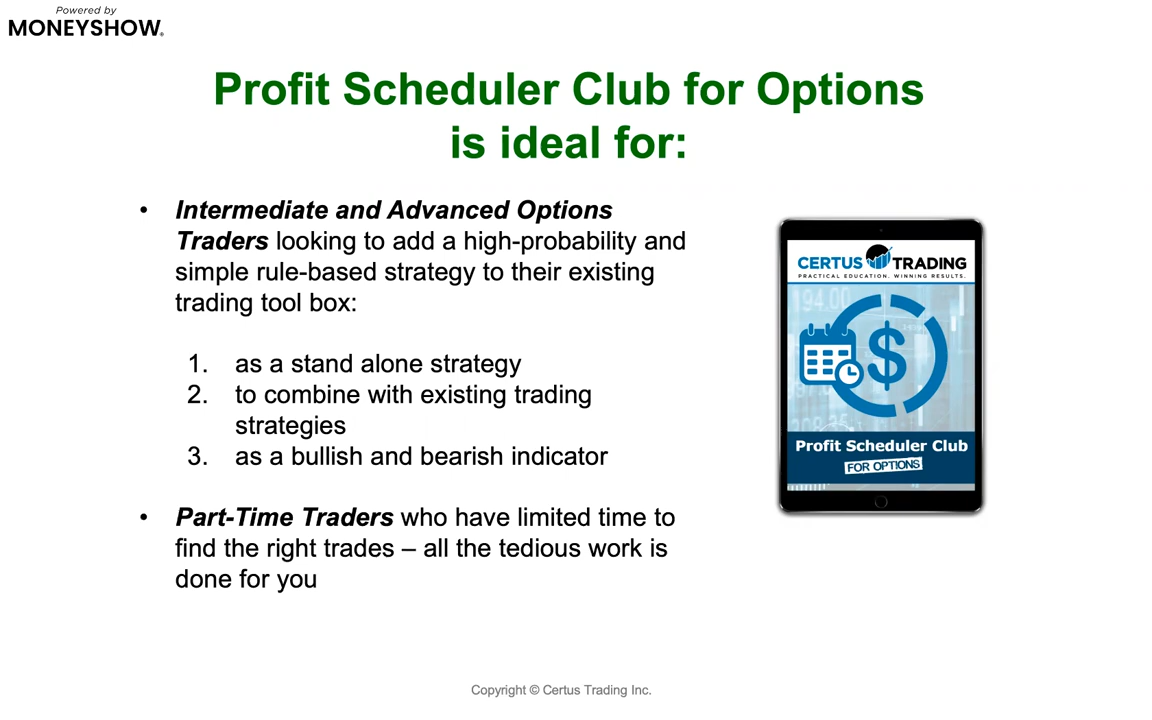 Powered by
MONEYSHOW®
Profit Scheduler Club for Options
is ideal for:
• Intermediate and Advanced Options
Traders looking to add a high-probability and
simple rule-based strategy to their existing
trading tool box:
1. as a stand alone strategy
2. to combine with existing trading
strategies
3. as a bullish and bearish indicator
• Part-Time Traders who have limited time to
find the right trades – all the tedious work is
done for you
CERTUS TRADING
PRACTICAL EDUCATION. WINNING RESULTS.
194.00
$
Profit Scheduler Club
FOR OPTIONS
Copyright © Certus Trading Inc.